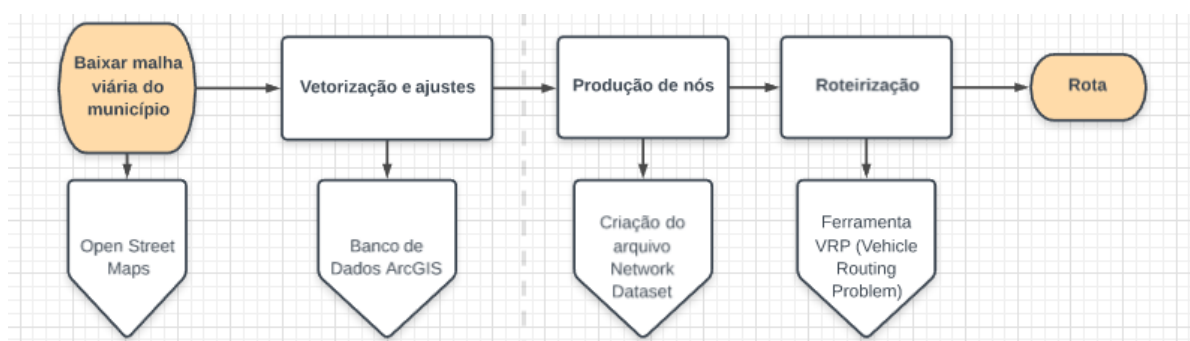 Baixar malha
viária do
município
Vetorização e ajustes
Produção de nós
Roteirização
Rota
Open Street
Maps
Banco de
Dados ArcGIS
Criação do
arquivo
Network
Dataset
Ferramenta
VRP (Vehicle
Routing
Problem)